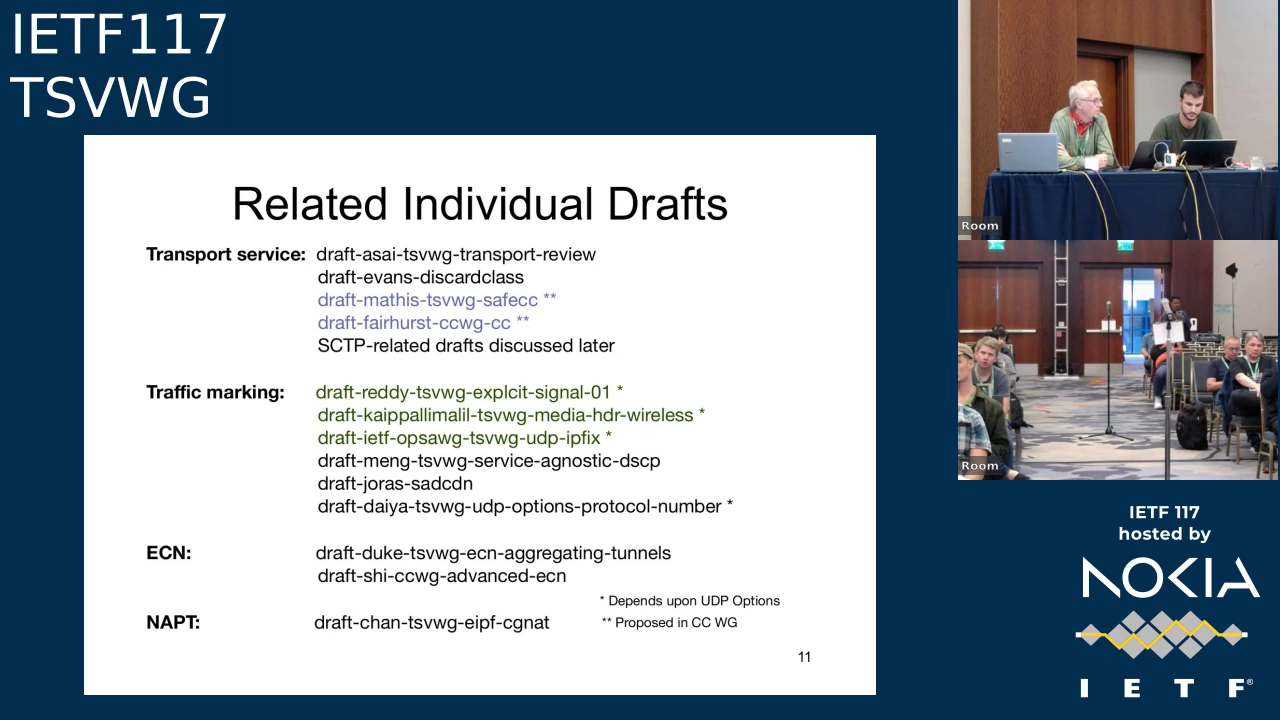 IETF117
TSVWG
Related Individual Drafts
Transport service: draft-asai-tsvwg-transport-review
draft-evans-discardclass
draft-mathis-tsvwg-safecc **
draft-fairhurst-ccwg-cc **
SCTP-related drafts discussed later
Traffic marking: draft-reddy-tsvwg-explcit-signal-01 *
draft-kaippallimalil-tsvwg-media-hdr-wireless *
draft-ietf-opsawg-tsvwg-udp-ipfix *
draft-meng-tsvwg-service-agnostic-dscp
draft-joras-sadcdn
draft-daiya-tsvwg-udp-options-protocol-number *
ECN: draft-duke-tsvwg-ecn-aggregating-tunnels
draft-shi-ccwg-advanced-ecn
* Depends upon UDP Options
NAPT: draft-chan-tsvwg-eipf-cgnat
** Proposed in CC WG
11
Room
Room
IETF 117
hosted by
NOKIA
I E T F®